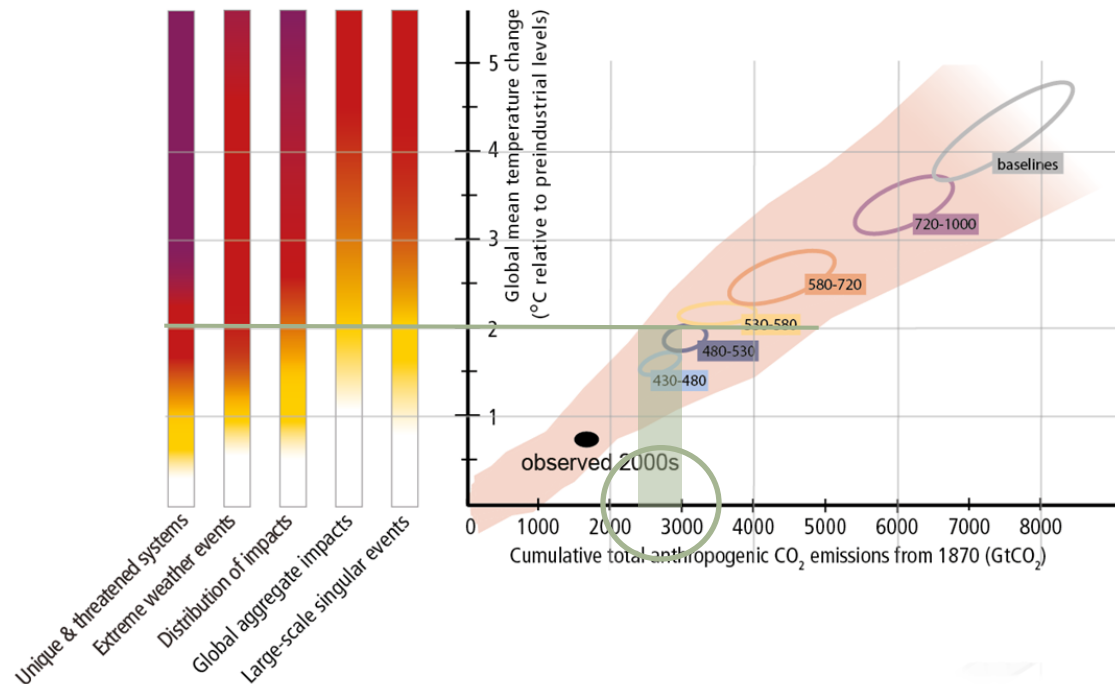 Global mean temperature change
(°C relative to preindustrial levels)
5
4
3
2
1
baselines
720-1000
580-720
530-580
480-530
430-480
observed 2000s
0 1000 2000 3000 4000 5000 6000 7000 8000
Cumulative total anthropogenic CO₂ emissions from 1870 (GtCO₂)
Unique & threatened systems
Extreme weather events
Distribution of impacts
Global aggregate impacts
Large-scale singular events